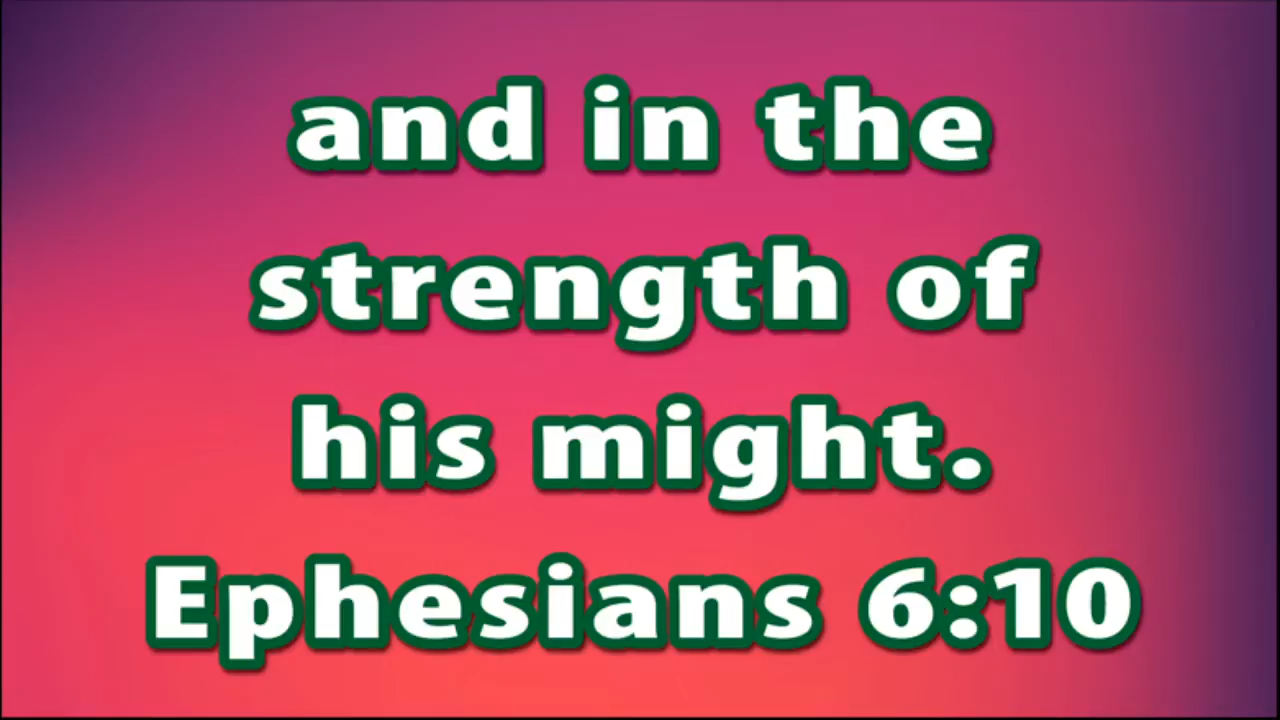 and in the
strength of
his might.
Ephesians 6:10